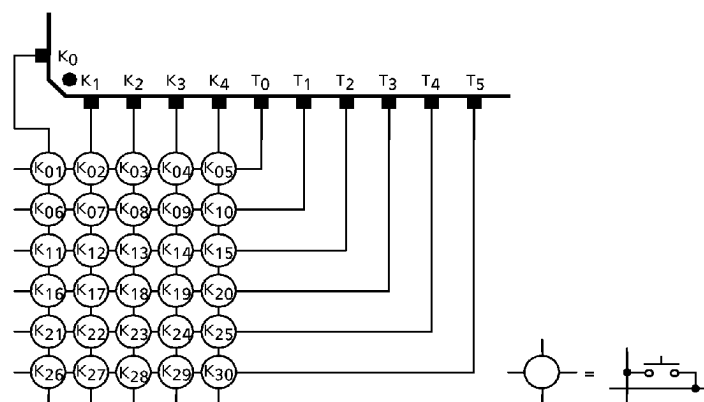 K0
K1 K2 K3 K4 T0 T1 T2 T3 T4 T5
K01 K02 K03 K04 K05
K06 K07 K08 K09 K10
K11 K12 K13 K14 K15
K16 K17 K18 K19 K20
K21 K22 K23 K24 K25
K26 K27 K28 K29 K30
=